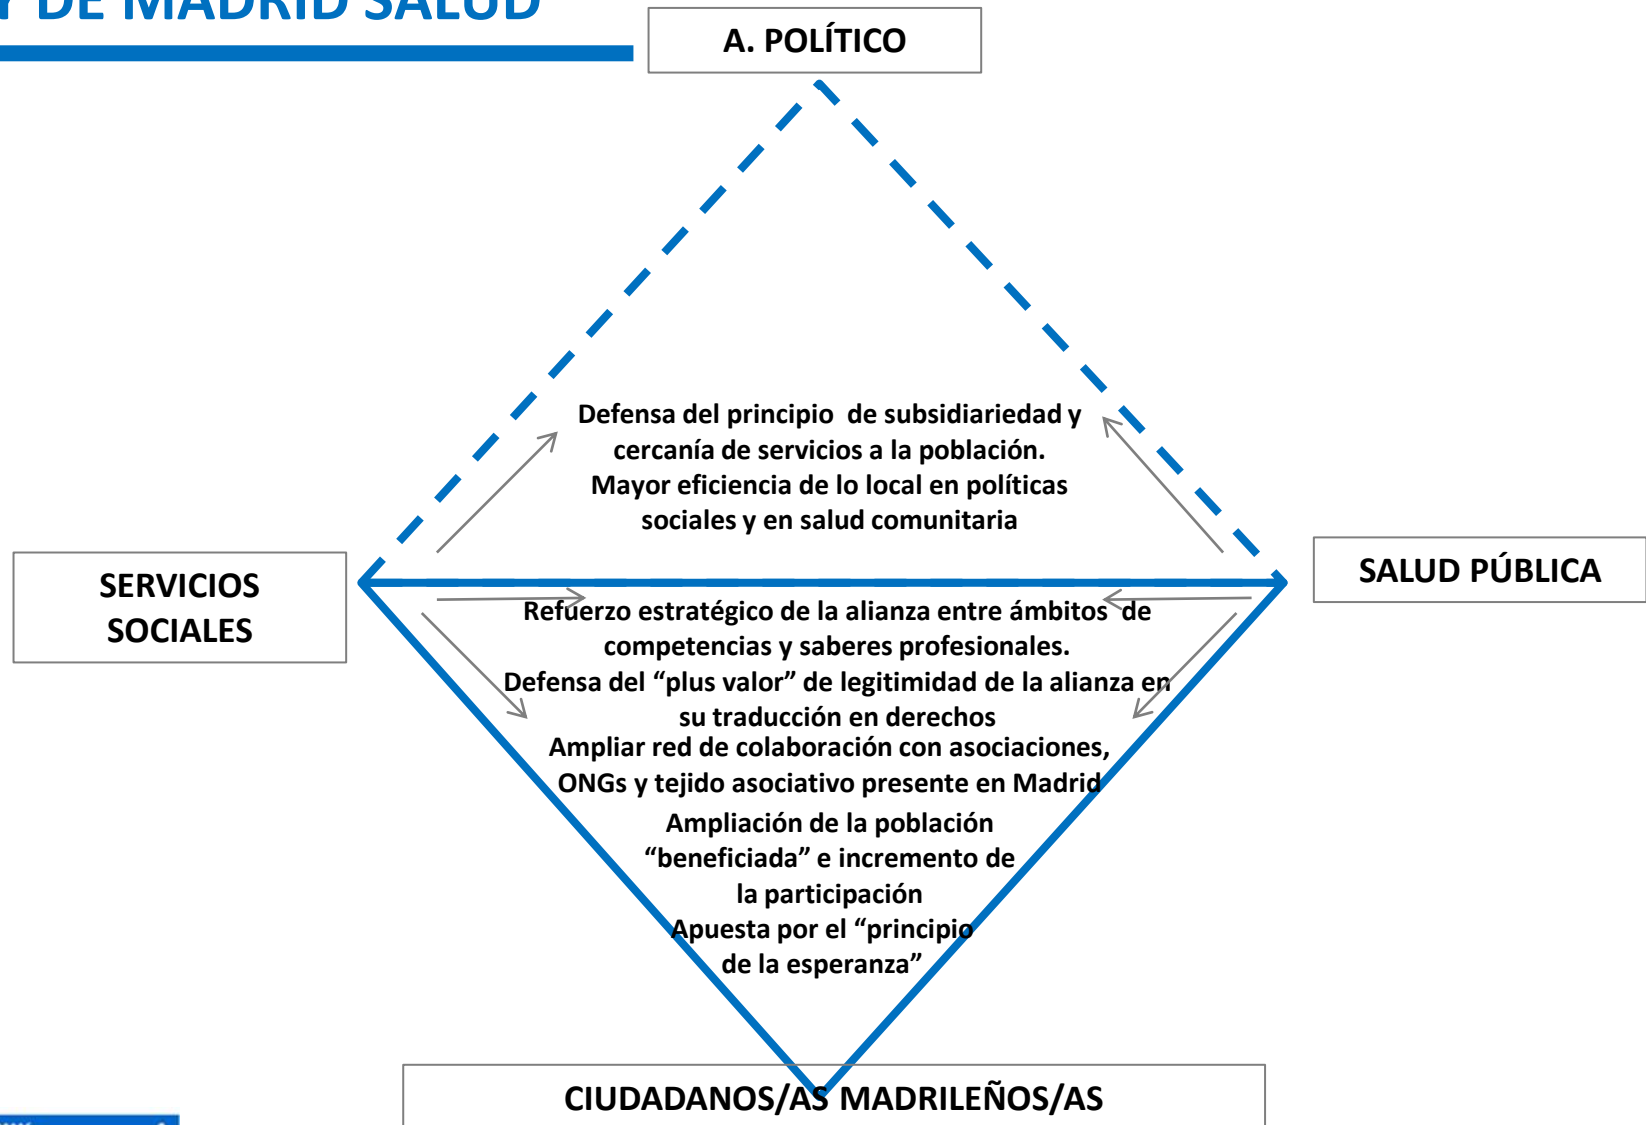 Y DE MADRID SALUD
A. POLÍTICO
Defensa del principio de subsidiariedad y
cercanía de servicios a la población.
Mayor eficiencia de lo local en políticas
sociales y en salud comunitaria
SERVICIOS
SOCIALES
SALUD PÚBLICA
Refuerzo estratégico de la alianza entre ámbitos de
competencias y saberes profesionales.
Defensa del “plus valor” de legitimidad de la alianza en
su traducción en derechos
Ampliar red de colaboración con asociaciones,
ONGs y tejido asociativo presente en Madrid
Ampliación de la población
“beneficiada” e incremento de
la participación
Apuesta por el “principio
de la esperanza”
CIUDADANOS/AS MADRILEÑOS/AS